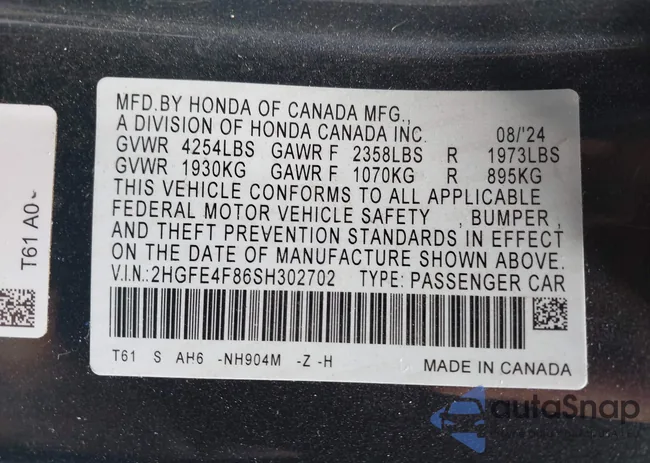 MFD.BY HONDA OF CANADA MFG.,
A DIVISION OF HONDA CANADA INC. 08/'24
GVWR 4254LBS GAWR F 2358LBS R 1973LBS
GVWR 1930KG GAWR F 1070KG R 895KG
THIS VEHICLE CONFORMS TO ALL APPLICABLE
FEDERAL MOTOR VEHICLE SAFETY , BUMPER ,
AND THEFT PREVENTION STANDARDS IN EFFECT
ON THE DATE OF MANUFACTURE SHOWN ABOVE.
V.I.N.:2HGFE4F86SH302702 TYPE: PASSENGER CAR
T61 S AH6 -NH904M -Z -H MADE IN CANADA
T61 A0
autoSnap